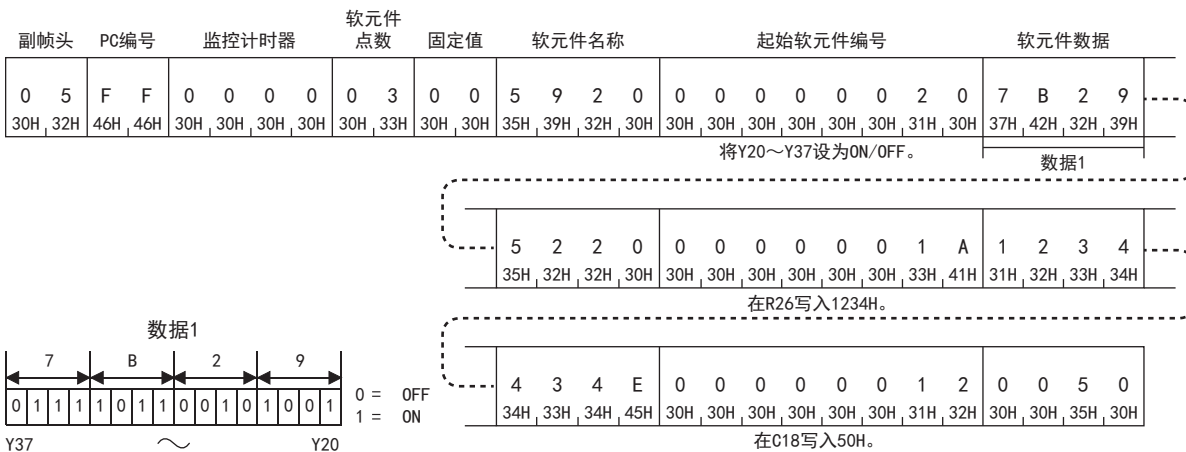 副帧头 PC编号 监控计时器 软元件点数 固定值 软元件名称 起始软元件编号 软元件数据
0 5 F F 0 0 0 0 0 3 0 0 5 9 2 0 0 0 0 0 0 0 2 0 7 B 2 9
30H 32H 46H 46H 30H 30H 30H 30H 30H 33H 30H 30H 35H 39H 32H 30H 30H 30H 30H 30H 30H 30H 31H 30H 37H 42H 32H 39H
将Y20～Y37设为ON/OFF。
数据1
5 2 2 0 0 0 0 0 0 0 1 A 1 2 3 4
35H 32H 32H 30H 30H 30H 30H 30H 30H 30H 33H 41H 31H 32H 33H 34H
在R26写入1234H。
数据1
7 B 2 9
0 1 1 1 1 0 1 1 0 0 1 0 1 0 0 1
0 = OFF
1 = ON
Y37 ～ Y20
4 3 4 E 0 0 0 0 0 0 1 2 0 0 5 0
34H 33H 34H 45H 30H 30H 30H 30H 30H 30H 31H 32H 30H 30H 35H 30H
在C18写入50H。